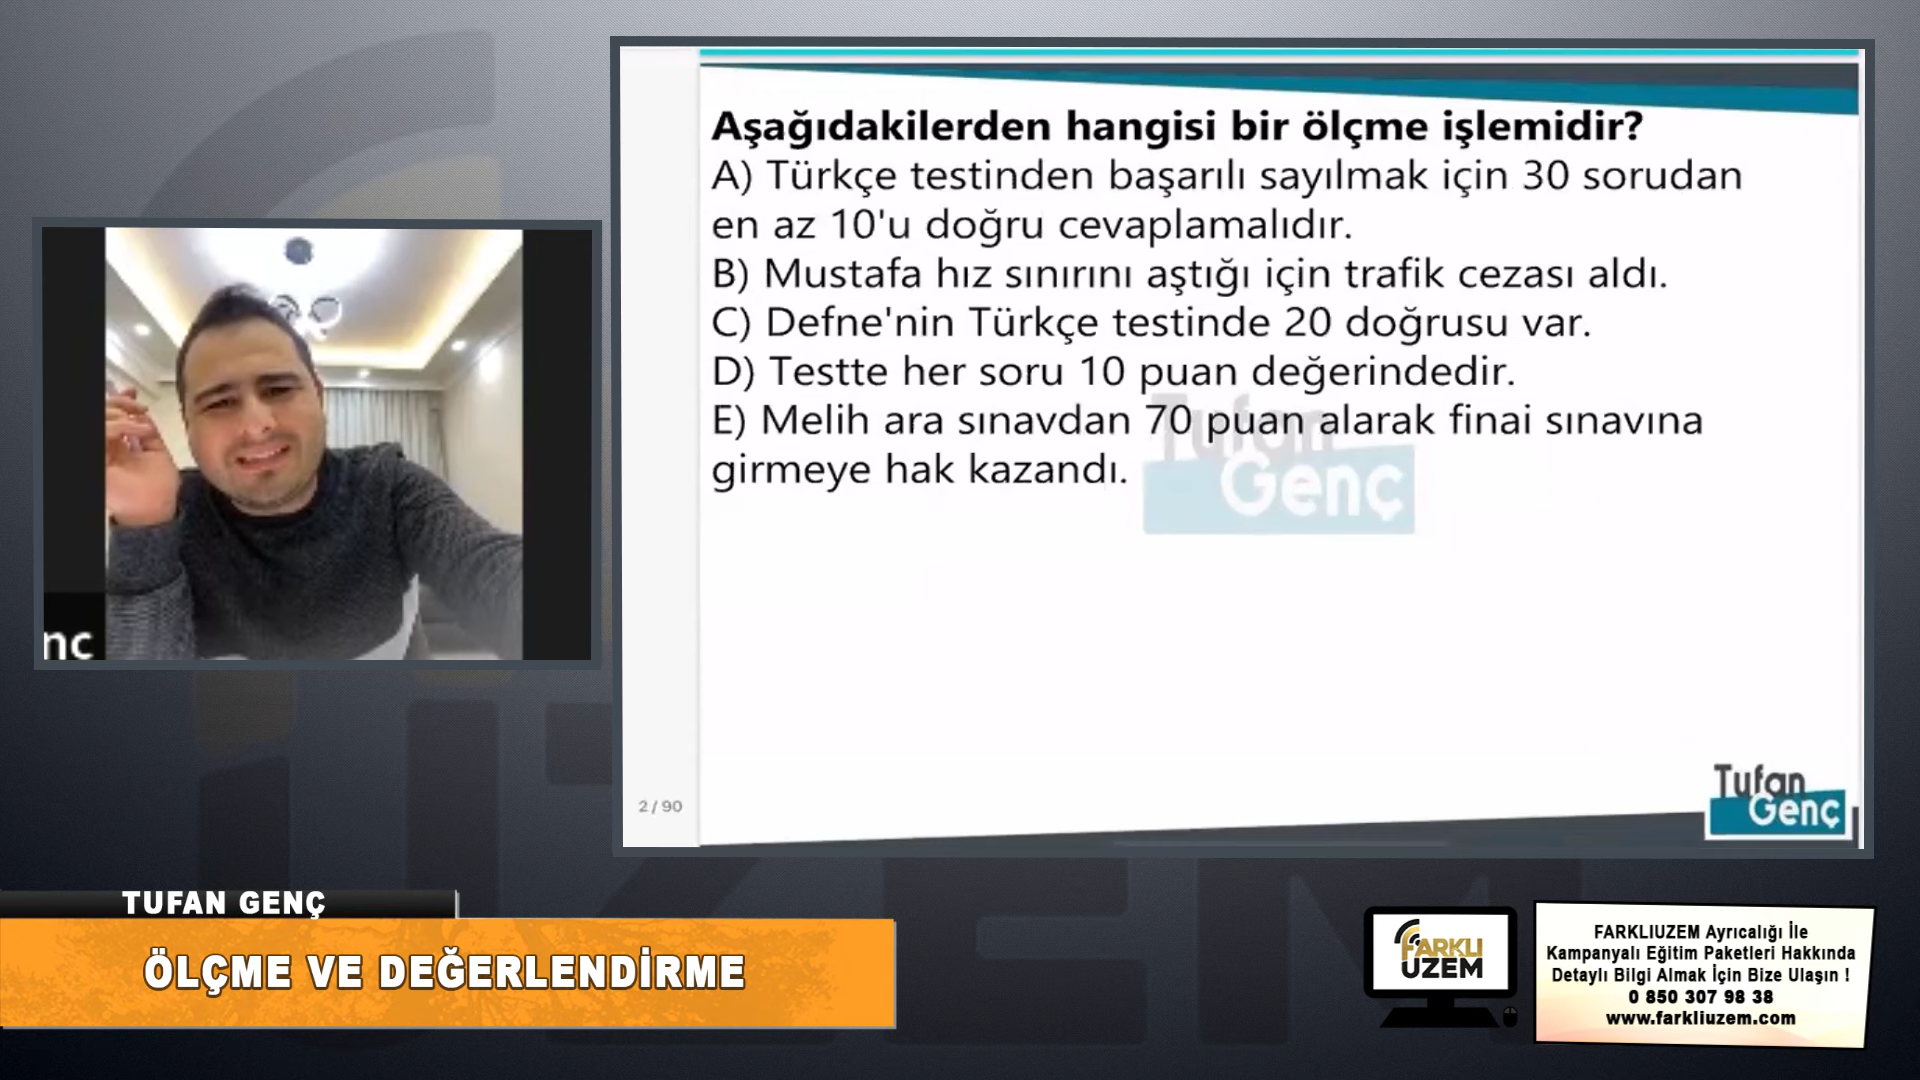 Aşağıdakilerden hangisi bir ölçme işlemidir?
A) Türkçe testinden başarılı sayılmak için 30 sorudan
en az 10'u doğru cevaplamalıdır.
B) Mustafa hız sınırını aştığı için trafik cezası aldı.
C) Defne'nin Türkçe testinde 20 doğrusu var.
D) Testte her soru 10 puan değerindedir.
E) Melih ara sınavdan 70 puan alarak finai sınavına
girmeye hak kazandı.
Tufan
Genç
nç
2 / 90
Tufan
Genç
TUFAN GENÇ
ÖLÇME VE DEĞERLENDİRME
FARKLI
UZEM
FARKLIUZEM Ayrıcalığı İle
Kampanyalı Eğitim Paketleri Hakkında
Detaylı Bilgi Almak İçin Bize Ulaşın !
0 850 307 98 38
www.farkliuzem.com
ÜZEM